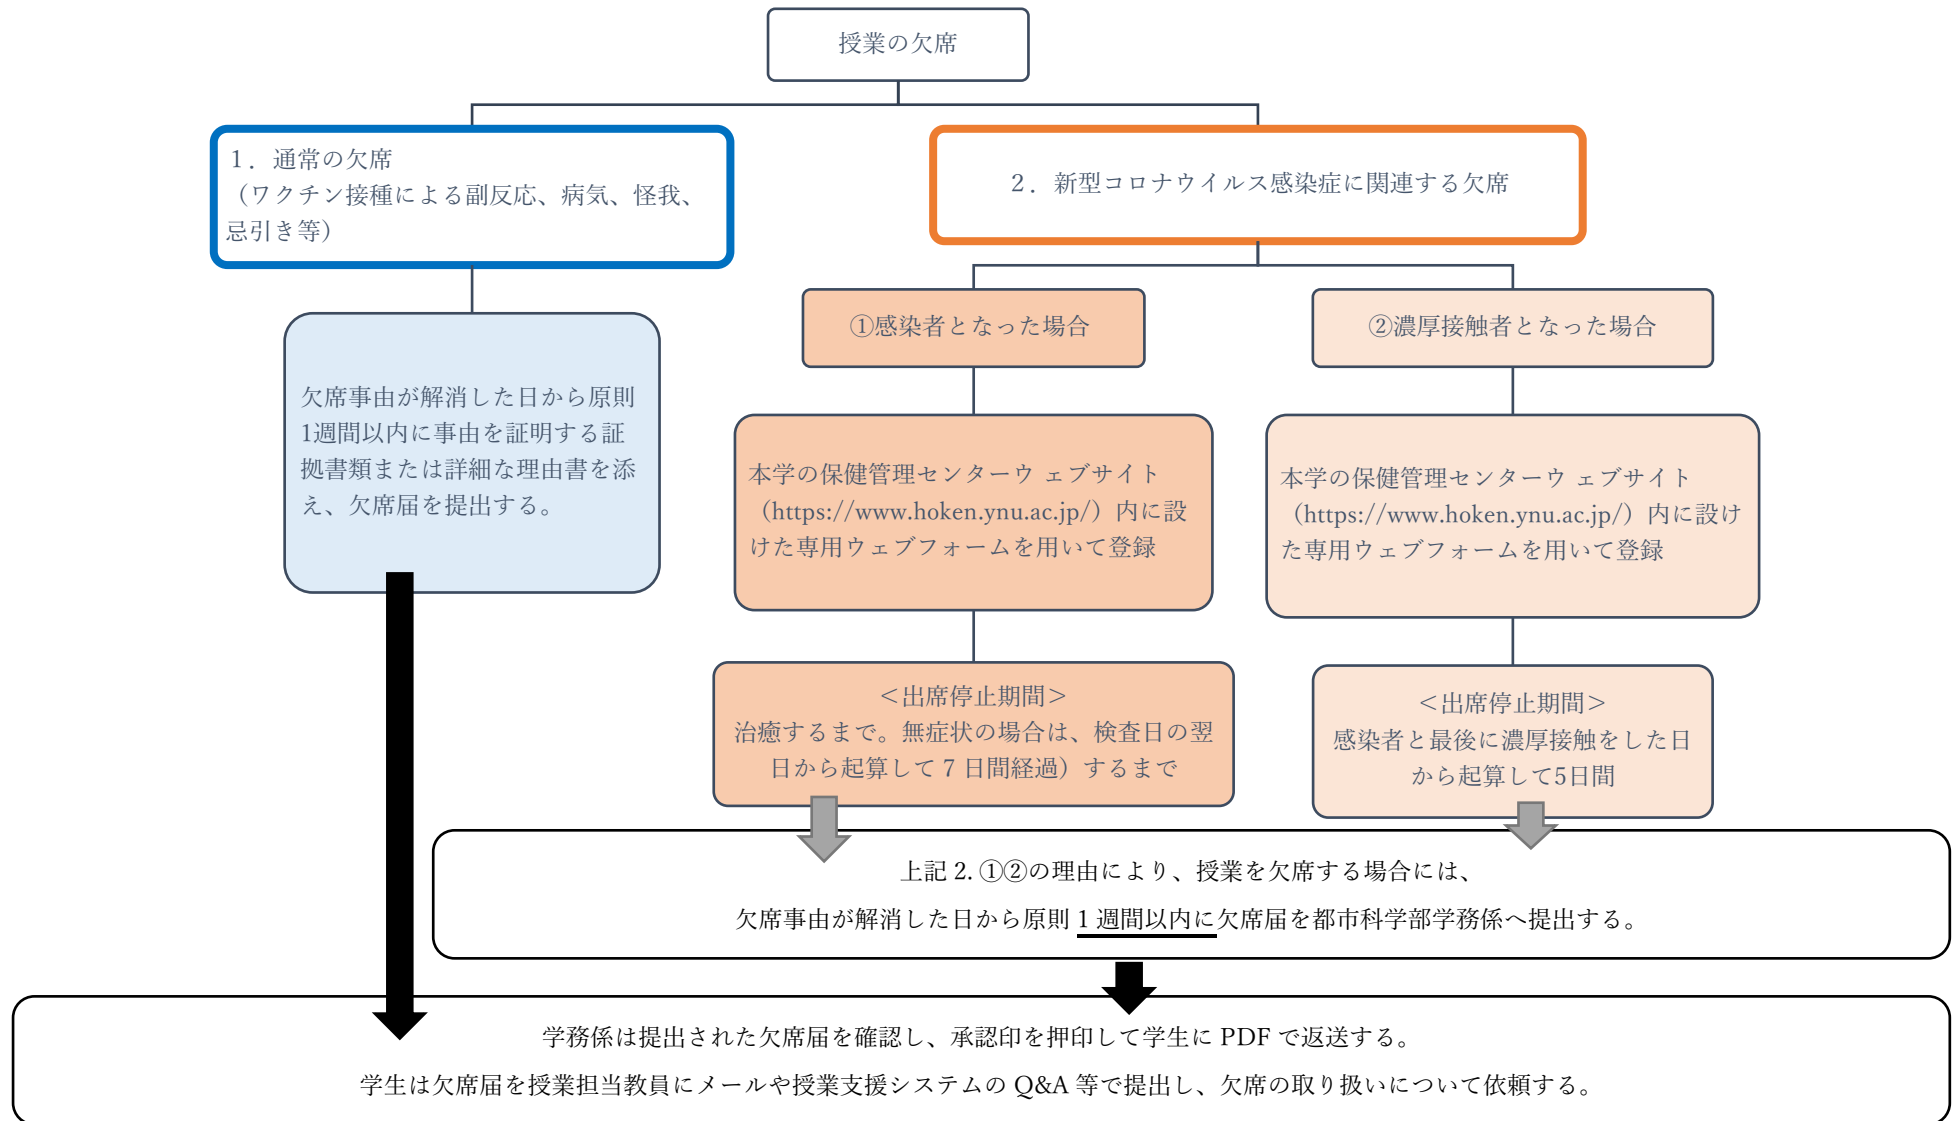 授業の欠席
１．通常の欠席
（ワクチン接種による副反応、病気、怪我、
忌引き等）
２．新型コロナウイルス感染症に関連する欠席
①感染者となった場合
②濃厚接触者となった場合
欠席事由が解消した日から原則
1週間以内に事由を証明する証
拠書類または詳細な理由書を添
え、欠席届を提出する。
本学の保健管理センターウ ェブサイト
（https://www.hoken.ynu.ac.jp/）内に設
けた専用ウェブフォームを用いて登録
本学の保健管理センターウ ェブサイト
（https://www.hoken.ynu.ac.jp/）内に設け
た専用ウェブフォームを用いて登録
＜出席停止期間＞
治癒するまで。無症状の場合は、検査日の翌
日から起算して 7 日間経過）するまで
＜出席停止期間＞
感染者と最後に濃厚接触をした日
から起算して5日間
上記 2. ①②の理由により、授業を欠席する場合には、
欠席事由が解消した日から原則 1 週間以内に欠席届を都市科学部学務係へ提出する。
学務係は提出された欠席届を確認し、承認印を押印して学生に PDF で返送する。
学生は欠席届を授業担当教員にメールや授業支援システムの Q&A 等で提出し、欠席の取り扱いについて依頼する。